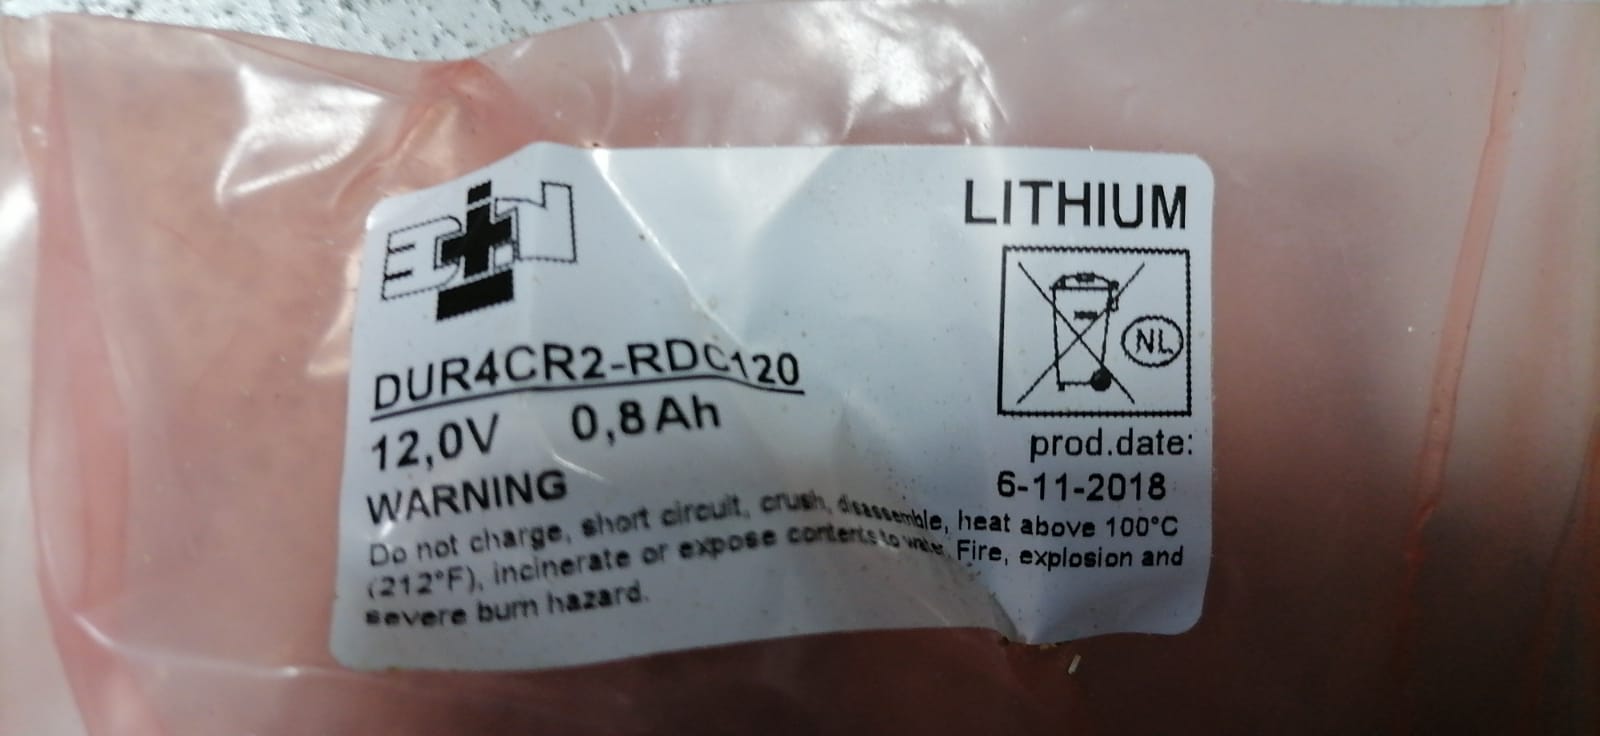 LITHIUM
NL
DUR4CR2-RDC120
12,0V 0,8Ah
prod.date:
6-11-2018
WARNING
Do not charge, short circuit, crush, disassemble, heat above 100°C
(212°F), incinerate or expose contents to water. Fire, explosion and
severe burn hazard.